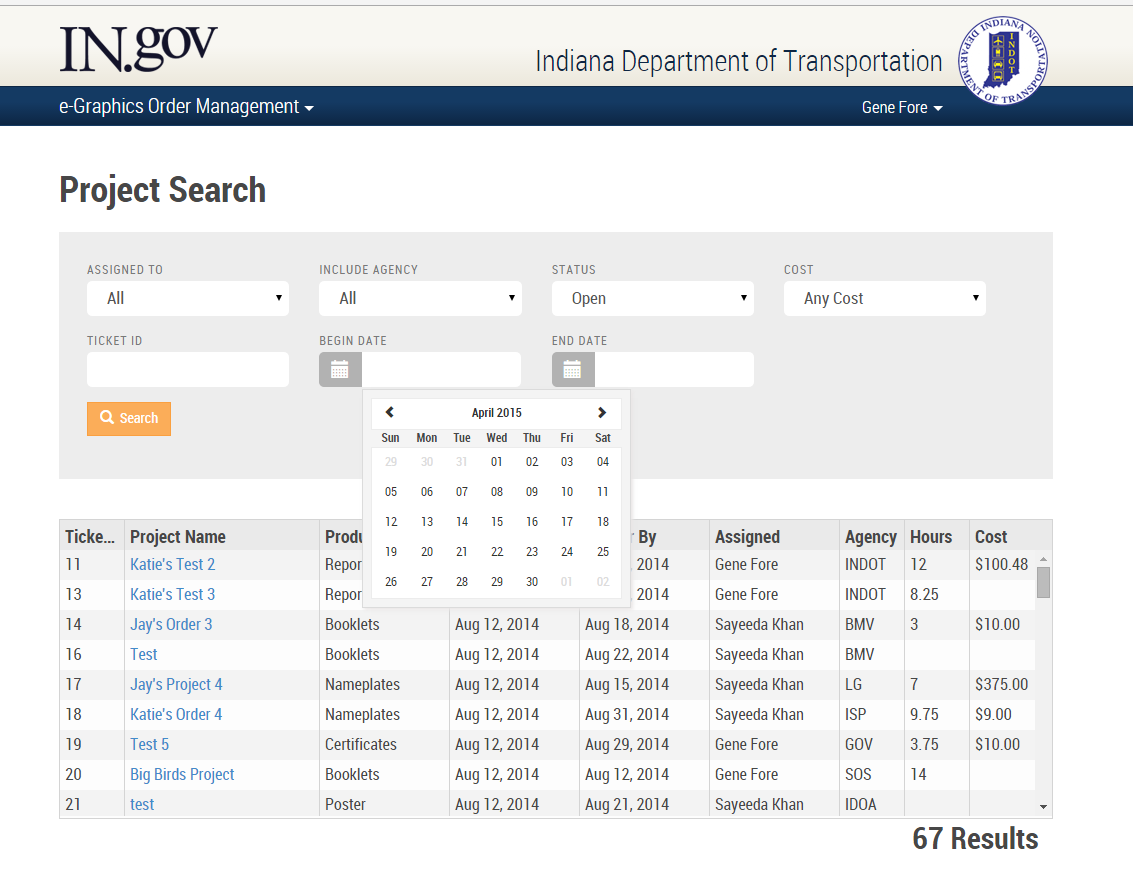 IN.gov
Indiana Department of Transportation
INDIANA DEPARTMENT OF TRANSPORTATION
INDOT
e-Graphics Order Management
Gene Fore
Project Search
ASSIGNED TO INCLUDE AGENCY STATUS COST
All All Open Any Cost
TICKET ID BEGIN DATE END DATE
Search
April 2015
Sun Mon Tue Wed Thu Fri Sat
29 30 31 01 02 03 04
05 06 07 08 09 10 11
12 13 14 15 16 17 18
19 20 21 22 23 24 25
26 27 28 29 30 01 02
Ticke... Project Name Produ By Assigned Agency Hours Cost
11 Katie's Test 2 Repor 2014 Gene Fore INDOT 12 $100.48
13 Katie's Test 3 Repor 2014 Gene Fore INDOT 8.25
14 Jay's Order 3 Booklets Aug 12, 2014 Aug 18, 2014 Sayeeda Khan BMV 3 $10.00
16 Test Booklets Aug 12, 2014 Aug 22, 2014 Sayeeda Khan BMV
17 Jay's Project 4 Nameplates Aug 12, 2014 Aug 15, 2014 Sayeeda Khan LG 7 $375.00
18 Katie's Order 4 Nameplates Aug 12, 2014 Aug 31, 2014 Sayeeda Khan ISP 9.75 $9.00
19 Test 5 Certificates Aug 12, 2014 Aug 29, 2014 Gene Fore GOV 3.75 $10.00
20 Big Birds Project Booklets Aug 12, 2014 Aug 12, 2014 Gene Fore SOS 14
21 test Poster Aug 12, 2014 Aug 21, 2014 Sayeeda Khan IDOA
67 Results